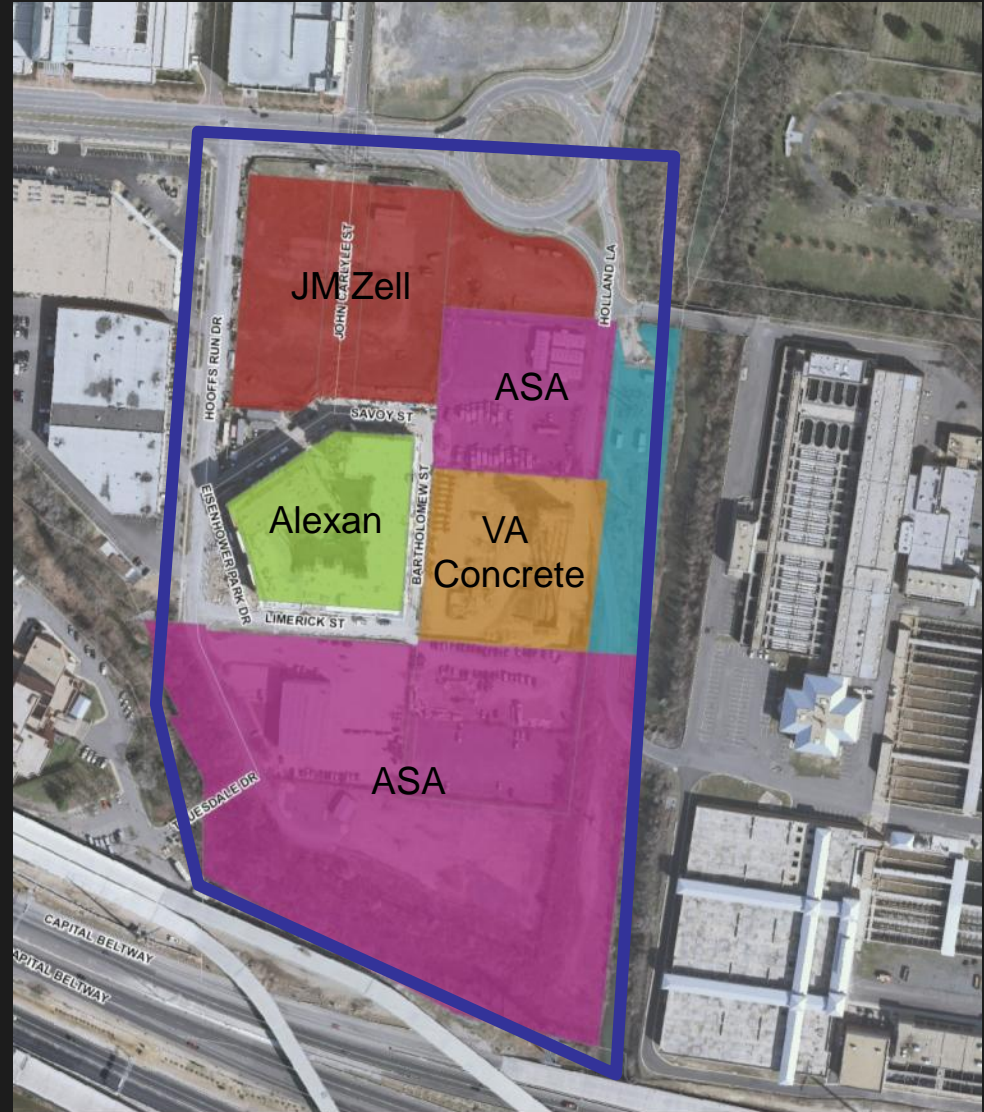 JM Zell
JOHN CARLYLE ST
HOLLAND LA
HOOFFS RUN DR
ASA
SAVOY ST
Alexan
BARTHOLOMEW ST
VA
Concrete
EISENHOWER PARK DR
LIMERICK ST
ASA
DR
CAPITAL BELTWAY
BELTWAY